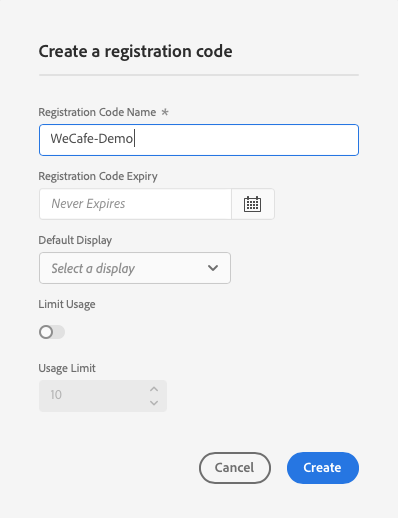 Create a registration code
Registration Code Name *
WeCafe-Demo
Registration Code Expiry
Never Expires
Default Display
Select a display
Limit Usage
Usage Limit
10
Cancel
Create